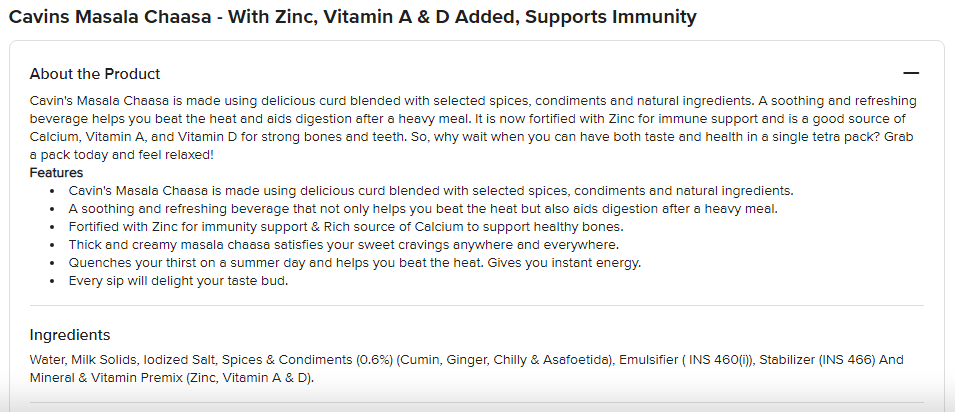 Cavins Masala Chaasa - With Zinc, Vitamin A & D Added, Supports Immunity
About the Product
Cavin's Masala Chaasa is made using delicious curd blended with selected spices, condiments and natural ingredients. A soothing and refreshing
beverage helps you beat the heat and aids digestion after a heavy meal. It is now fortified with Zinc for immune support and is a good source of
Calcium, Vitamin A, and Vitamin D for strong bones and teeth. So, why wait when you can have both taste and health in a single tetra pack? Grab
a pack today and feel relaxed!
Features
• Cavin's Masala Chaasa is made using delicious curd blended with selected spices, condiments and natural ingredients.
• A soothing and refreshing beverage that not only helps you beat the heat but also aids digestion after a heavy meal.
• Fortified with Zinc for immunity support & Rich source of Calcium to support healthy bones.
• Thick and creamy masala chaasa satisfies your sweet cravings anywhere and everywhere.
• Quenches your thirst on a summer day and helps you beat the heat. Gives you instant energy.
• Every sip will delight your taste bud.
Ingredients
Water, Milk Solids, Iodized Salt, Spices & Condiments (0.6%) (Cumin, Ginger, Chilly & Asafoetida), Emulsifier ( INS 460(i)), Stabilizer (INS 466) And
Mineral & Vitamin Premix (Zinc, Vitamin A & D).